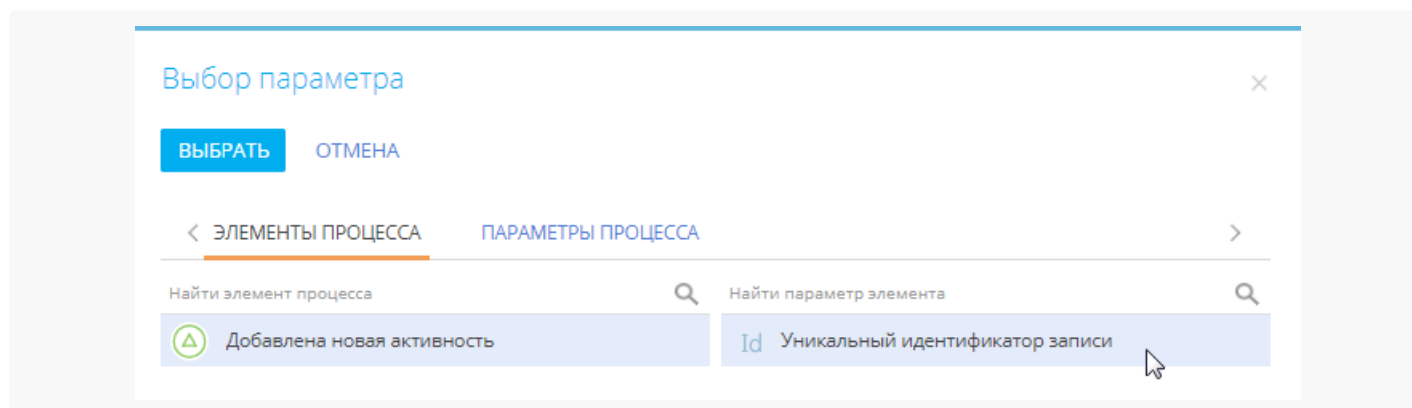 Выбор параметра
ВЫБРАТЬ ОТМЕНА
ЭЛЕМЕНТЫ ПРОЦЕССА ПАРАМЕТРЫ ПРОЦЕССА
Найти элемент процесса Найти параметр элемента
Добавлена новая активность Id Уникальный идентификатор записи